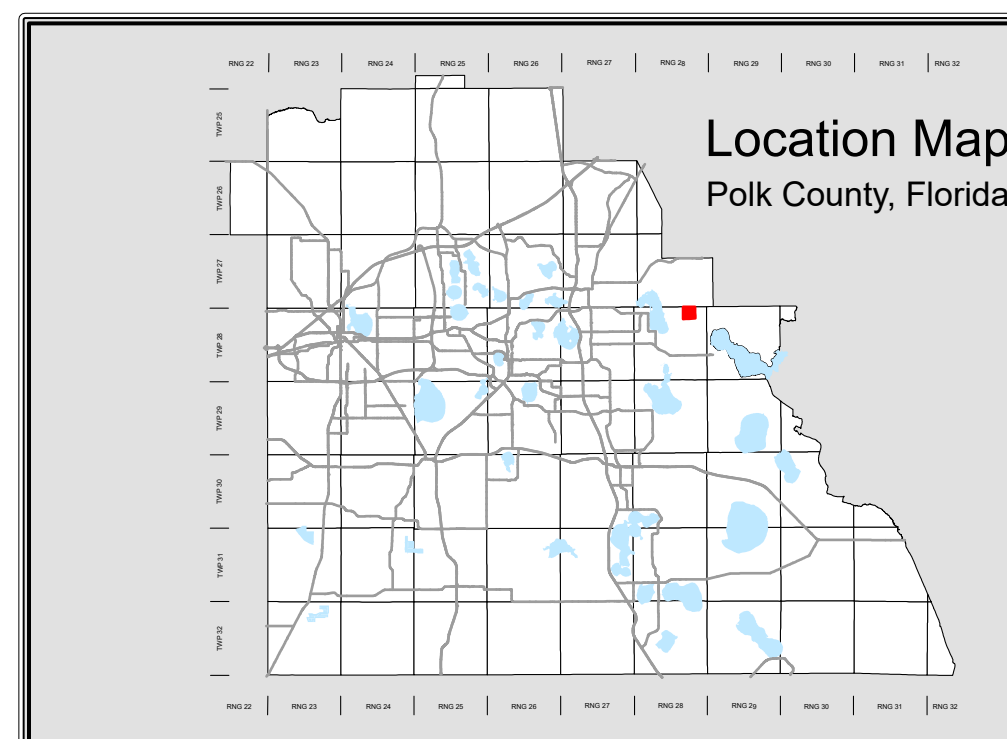 RNG 22 RNG 23 RNG 24 RNG 25 RNG 26 RNG 27 RNG 28 RNG 29 RNG 30 RNG 31 RNG 32
TWP 25
Location Map
Polk County, Florida
TWP 26
TWP 27
TWP 28
TWP 29
TWP 30
TWP 31
TWP 32
RNG 22 RNG 23 RNG 24 RNG 25 RNG 26 RNG 27 RNG 28 RNG 29 RNG 30 RNG 31 RNG 32